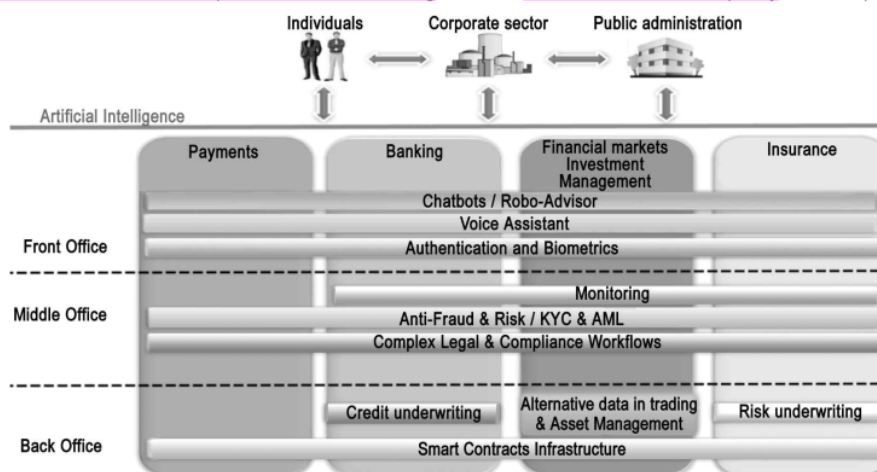 Individuals
Corporate sector
Public administration
Artificial Intelligence
Payments
Banking
Financial markets
Investment
Management
Insurance
Chatbots / Robo-Advisor
Voice Assistant
Front Office
Authentication and Biometrics
Monitoring
Middle Office
Anti-Fraud & Risk / KYC & AML
Complex Legal & Compliance Workflows
Credit underwriting
Alternative data in trading
& Asset Management
Risk underwriting
Back Office
Smart Contracts Infrastructure